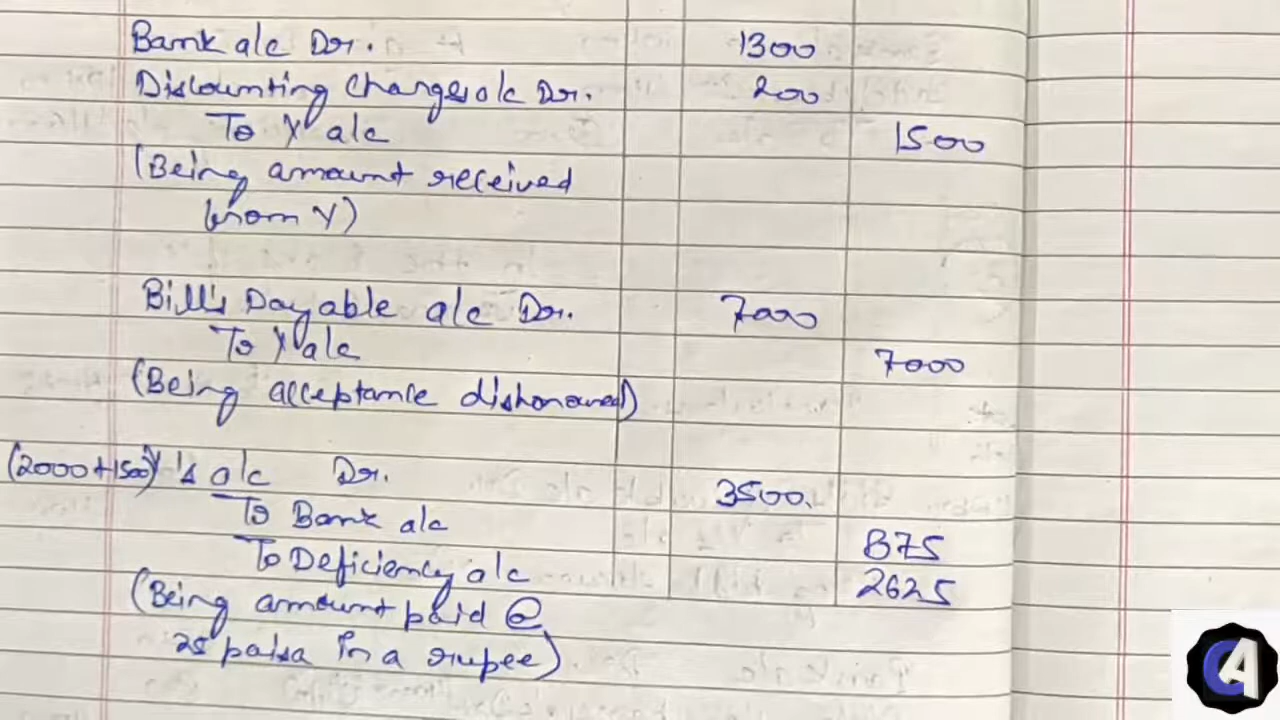 Bank a/c Dr. 1300
Discounting Charges a/c Dr. 200
To Y a/c 1500
(Being amount received
from Y)
Bill's Payable a/c Dr. 7000
To Y a/c 7000
(Being acceptance dishonoured)
(2000+1500) Y's a/c Dr. 3500.
To Bank a/c 875
To Deficiency a/c 2625
(Being amount paid @
25 paisa in a rupee)
CA